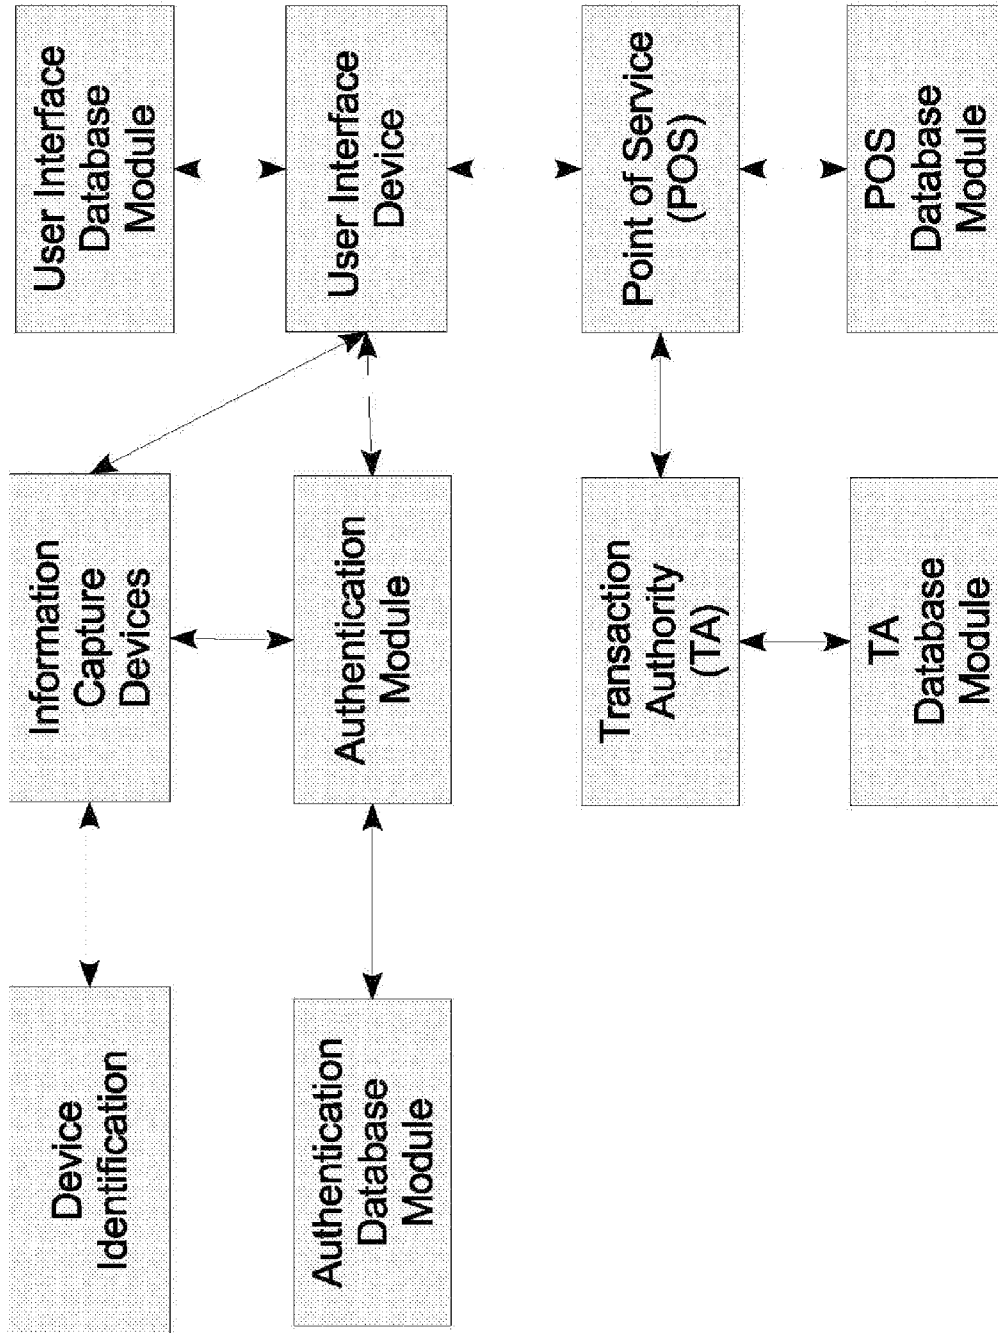 Device
Identification
Information
Capture
Devices
User Interface
Database
Module
Authentication
Database
Module
Authentication
Module
User Interface
Device
Transaction
Authority
(TA)
Point of Service
(POS)
TA
Database
Module
POS
Database
Module